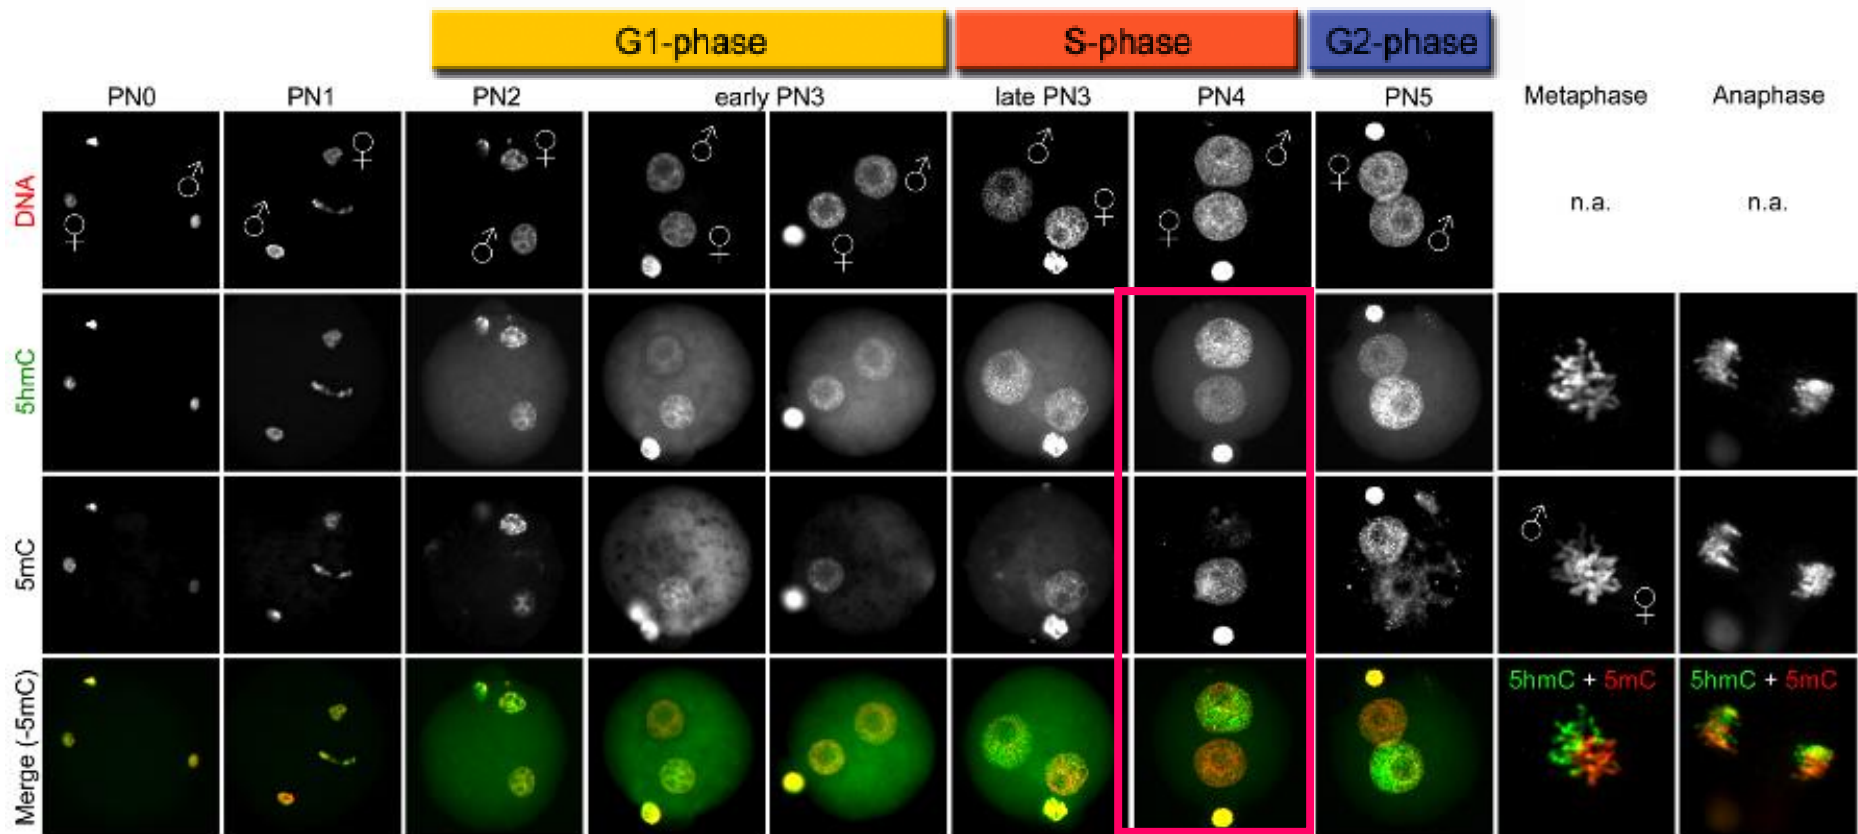 G1-phase S-phase G2-phase
PN0 PN1 PN2 early PN3 late PN3 PN4 PN5 Metaphase Anaphase
DNA ♂ ♀ ♀ ♂ ♀ ♂ ♂ ♀ ♂ ♀ ♂ ♀ ♂ ♀ ♀ ♂ n.a. n.a.
5hmC
5mC ♂ ♀
Merge (-5mC) 5hmC + 5mC 5hmC + 5mC